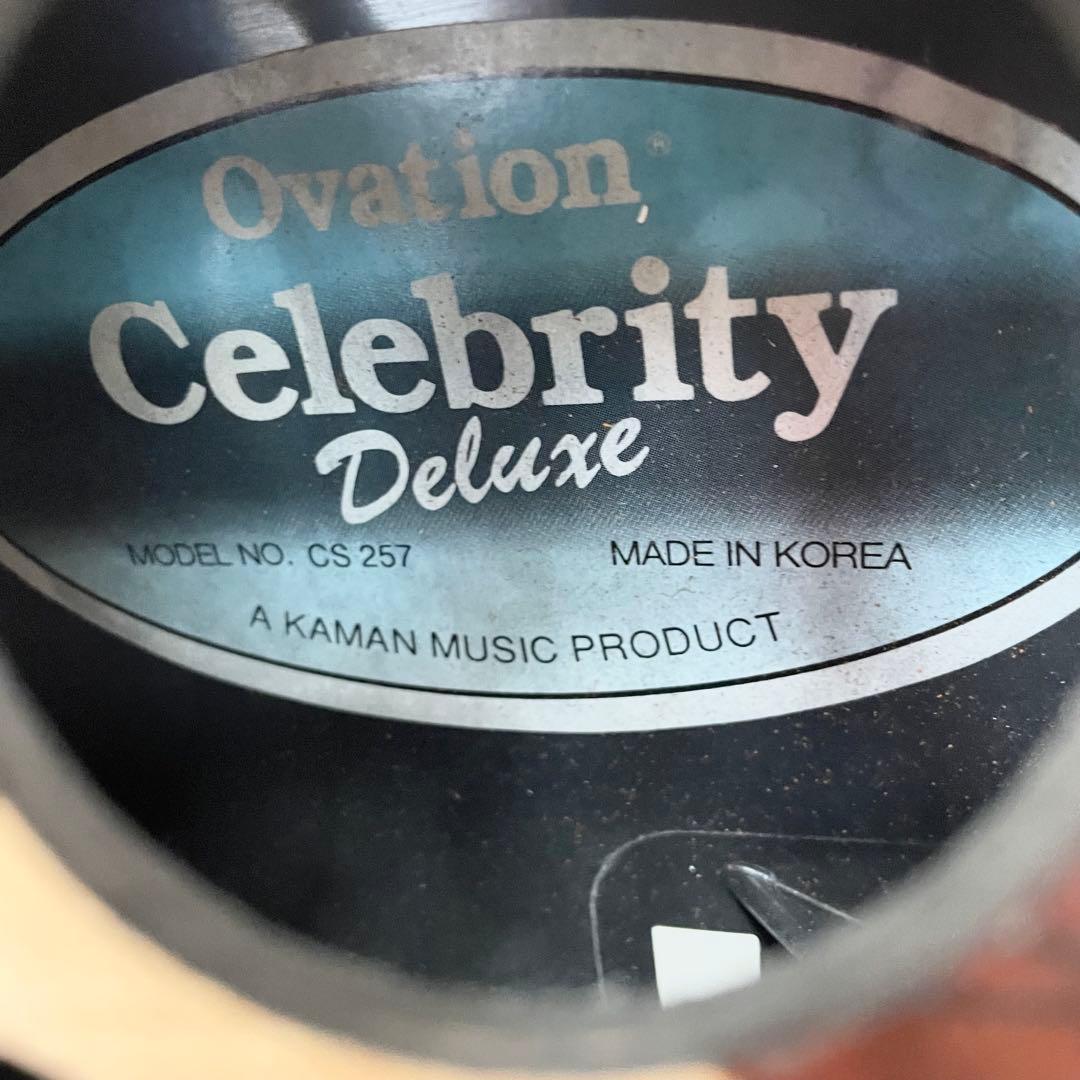 Ovation®
Celebrity
Deluxe
MODEL NO. CS 257 MADE IN KOREA
A KAMAN MUSIC PRODUCT